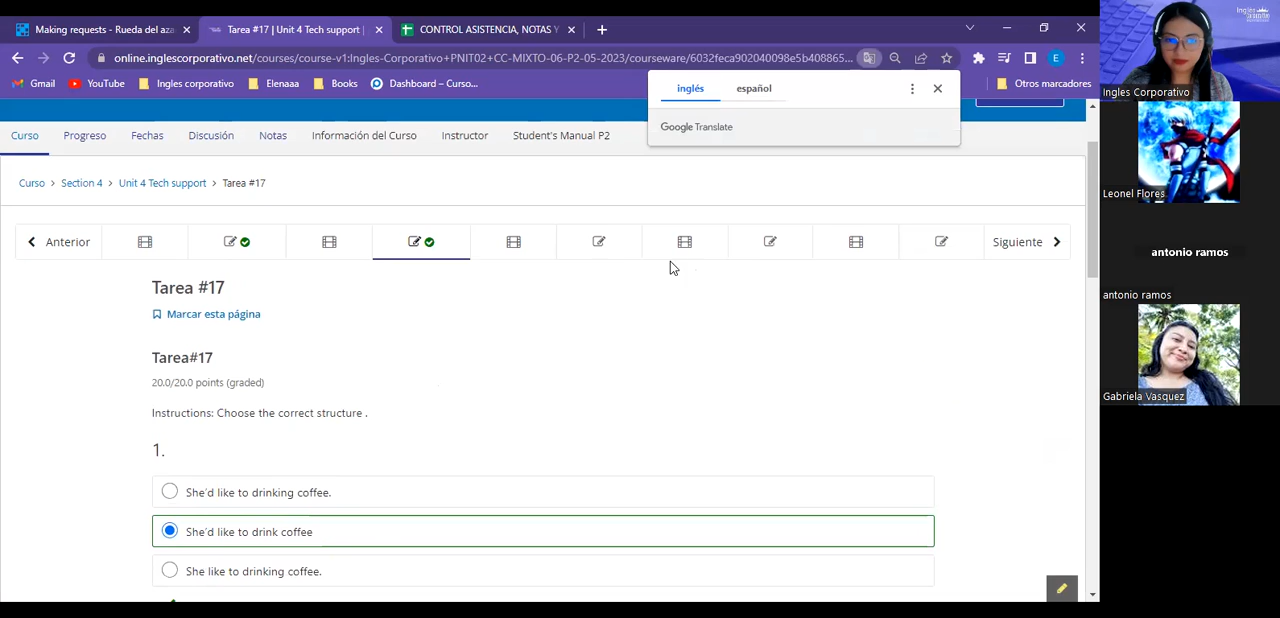 Making requests - Rueda del aza
Tarea #17 | Unit 4 Tech support |
CONTROL ASISTENCIA, NOTAS Y
online.inglescorporativo.net/courses/course-v1:Ingles-Corporativo+PNIT02+CC-MIXTO-06-P2-05-2023/courseware/6032feca902040098e5b408865...
E
Gmail
YouTube
Ingles corporativo
Elenaaa
Books
Dashboard – Curso...
Otros marcadores
inglés
español
Google Translate
Curso
Progreso
Fechas
Discusión
Notas
Información del Curso
Instructor
Student's Manual P2
Curso > Section 4 > Unit 4 Tech support > Tarea #17
Anterior
Siguiente
Tarea #17
Marcar esta página
Tarea#17
20.0/20.0 points (graded)
Instructions: Choose the correct structure .
1.
She'd like to drinking coffee.
She'd like to drink coffee
She like to drinking coffee.
Ingles Corporativo
Leonel Flores
antonio ramos
antonio ramos
Gabriela Vasquez